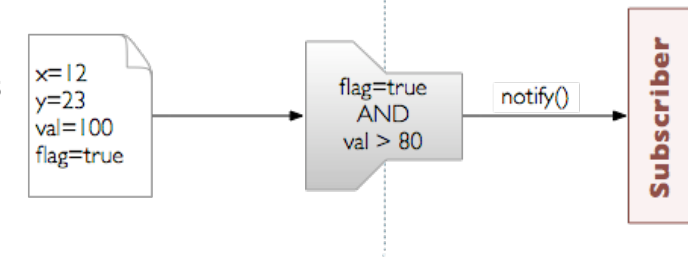 x=12
y=23
val=100
flag=true
flag=true
AND
val > 80
notify()
Subscriber